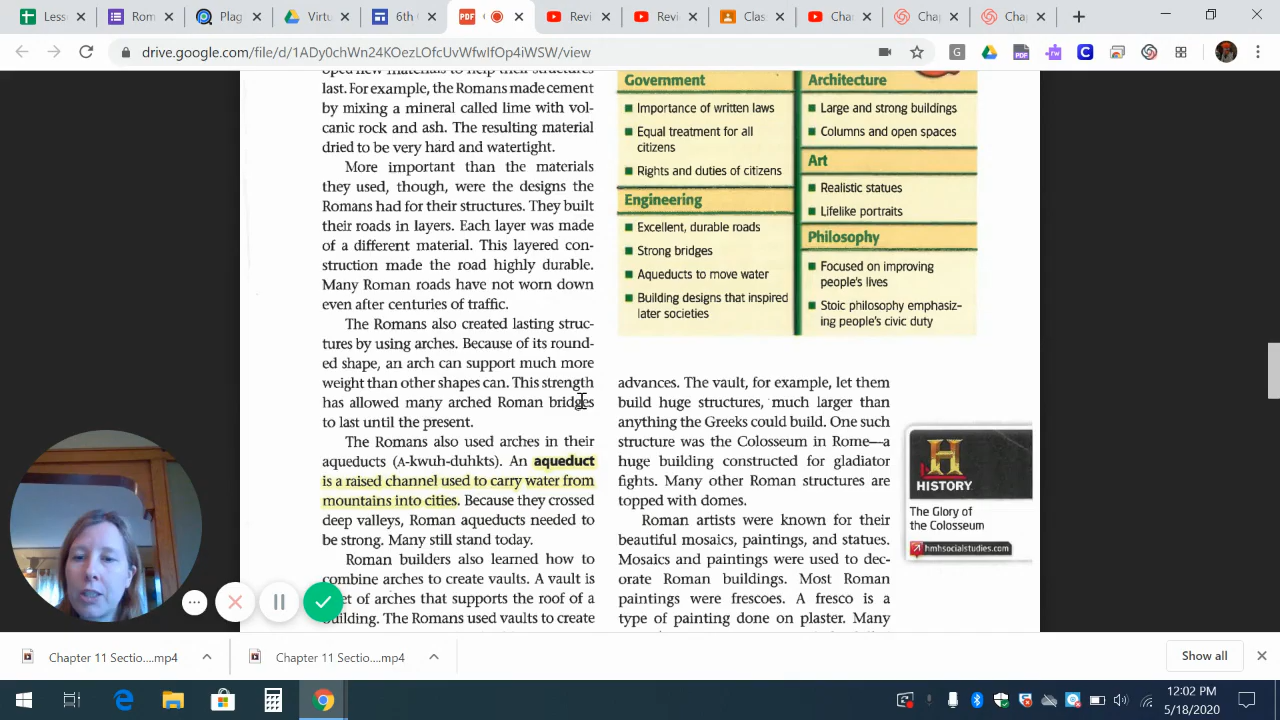 Less
Rom
Plag
Virtu
6th
PDF
Revi
Revi
Clas
Cha
Cha
Cha
drive.google.com/file/d/1ADy0chWn24KOezLOfcUvWfwIfOp4iWSW/view
oped new materials to help their structures
last. For example, the Romans made cement
by mixing a mineral called lime with vol-
canic rock and ash. The resulting material
dried to be very hard and watertight.
More important than the materials
they used, though, were the designs the
Romans had for their structures. They built
their roads in layers. Each layer was made
of a different material. This layered con-
struction made the road highly durable.
Many Roman roads have not worn down
even after centuries of traffic.
The Romans also created lasting struc-
tures by using arches. Because of its round-
ed shape, an arch can support much more
weight than other shapes can. This strength
has allowed many arched Roman bridges
to last until the present.
The Romans also used arches in their
aqueducts (A-kwuh-duhkts). An aqueduct
is a raised channel used to carry water from
mountains into cities. Because they crossed
deep valleys, Roman aqueducts needed to
be strong. Many still stand today.
Roman builders also learned how to
combine arches to create vaults. A vault is
et of arches that supports the roof of a
uilding. The Romans used vaults to create
Government
Importance of written laws
Equal treatment for all
citizens
Rights and duties of citizens
Engineering
Excellent, durable roads
Strong bridges
Aqueducts to move water
Building designs that inspired
later societies
Architecture
Large and strong buildings
Columns and open spaces
Art
Realistic statues
Lifelike portraits
Philosophy
Focused on improving
people's lives
Stoic philosophy emphasiz-
ing people's civic duty
advances. The vault, for example, let them
build huge structures, much larger than
anything the Greeks could build. One such
structure was the Colosseum in Rome—a
huge building constructed for gladiator
fights. Many other Roman structures are
topped with domes.
Roman artists were known for their
beautiful mosaics, paintings, and statues.
Mosaics and paintings were used to dec-
orate Roman buildings. Most Roman
paintings were frescoes. A fresco is a
type of painting done on plaster. Many
H
HISTORY
The Glory of
the Colosseum
hmhsocialstudies.com
Chapter 11 Sectio....mp4
Chapter 11 Sectio....mp4
Show all
12:02 PM
5/18/2020